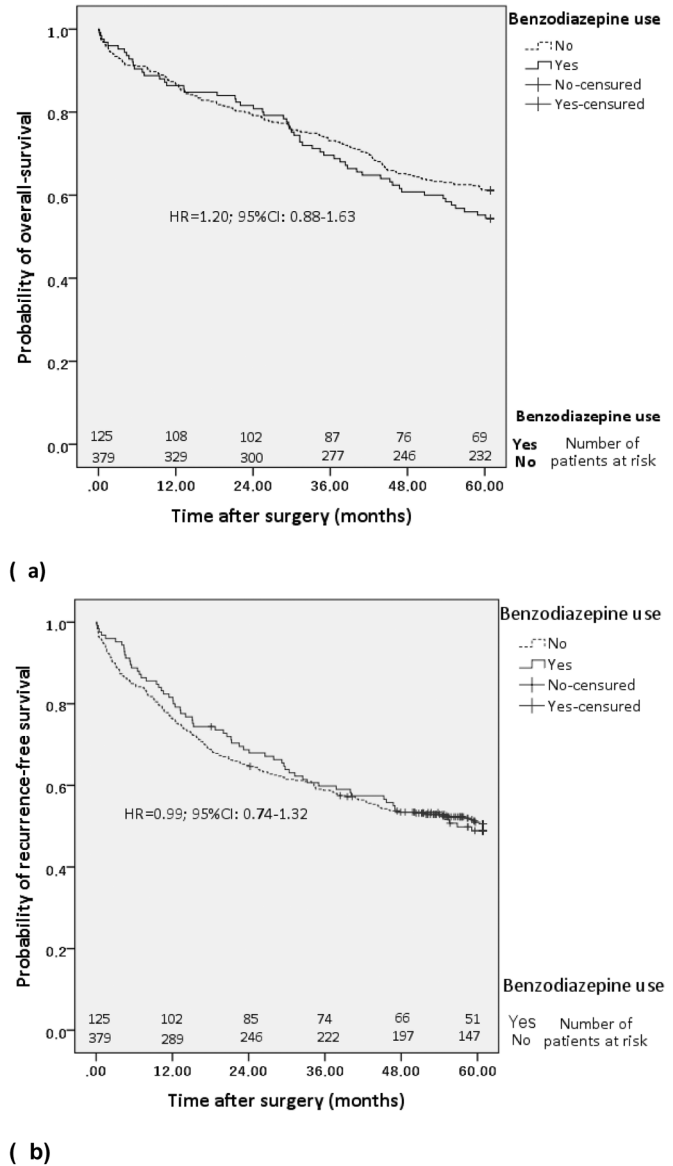 Benzodiazepine use
No
Yes
No-censured
Yes-censured
1.0
0.8
0.6
0.4
0.2
0.0
Probability of overall-survival
HR=1.20; 95%CI: 0.88-1.63
Benzodiazepine use
125 108 102 87 76 69 Yes Number of
379 329 300 277 246 232 No patients at risk
.00 12.00 24.00 36.00 48.00 60.00
Time after surgery (months)
( a)
Benzodiazepine use
No
Yes
No-censured
Yes-censured
1.0
0.8
0.6
0.4
0.2
0.0
Probability of recurrence-free survival
HR=0.99; 95%CI: 0.74-1.32
Benzodiazepine use
125 102 85 74 66 51 Yes Number of
379 289 246 222 197 147 No patients at risk
.00 12.00 24.00 36.00 48.00 60.00
Time after surgery (months)
( b)